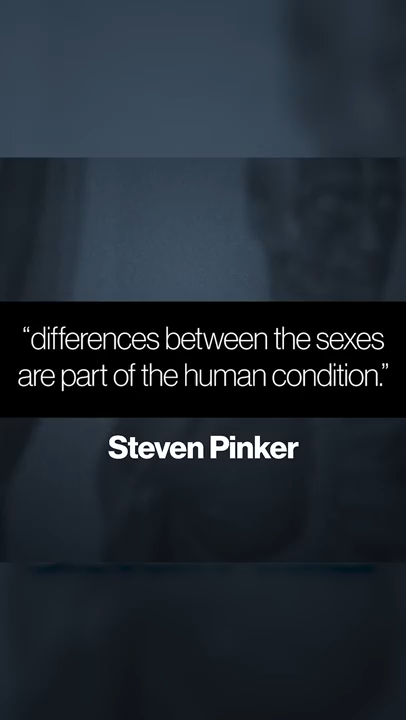 “differences between the sexes
are part of the human condition.”
Steven Pinker